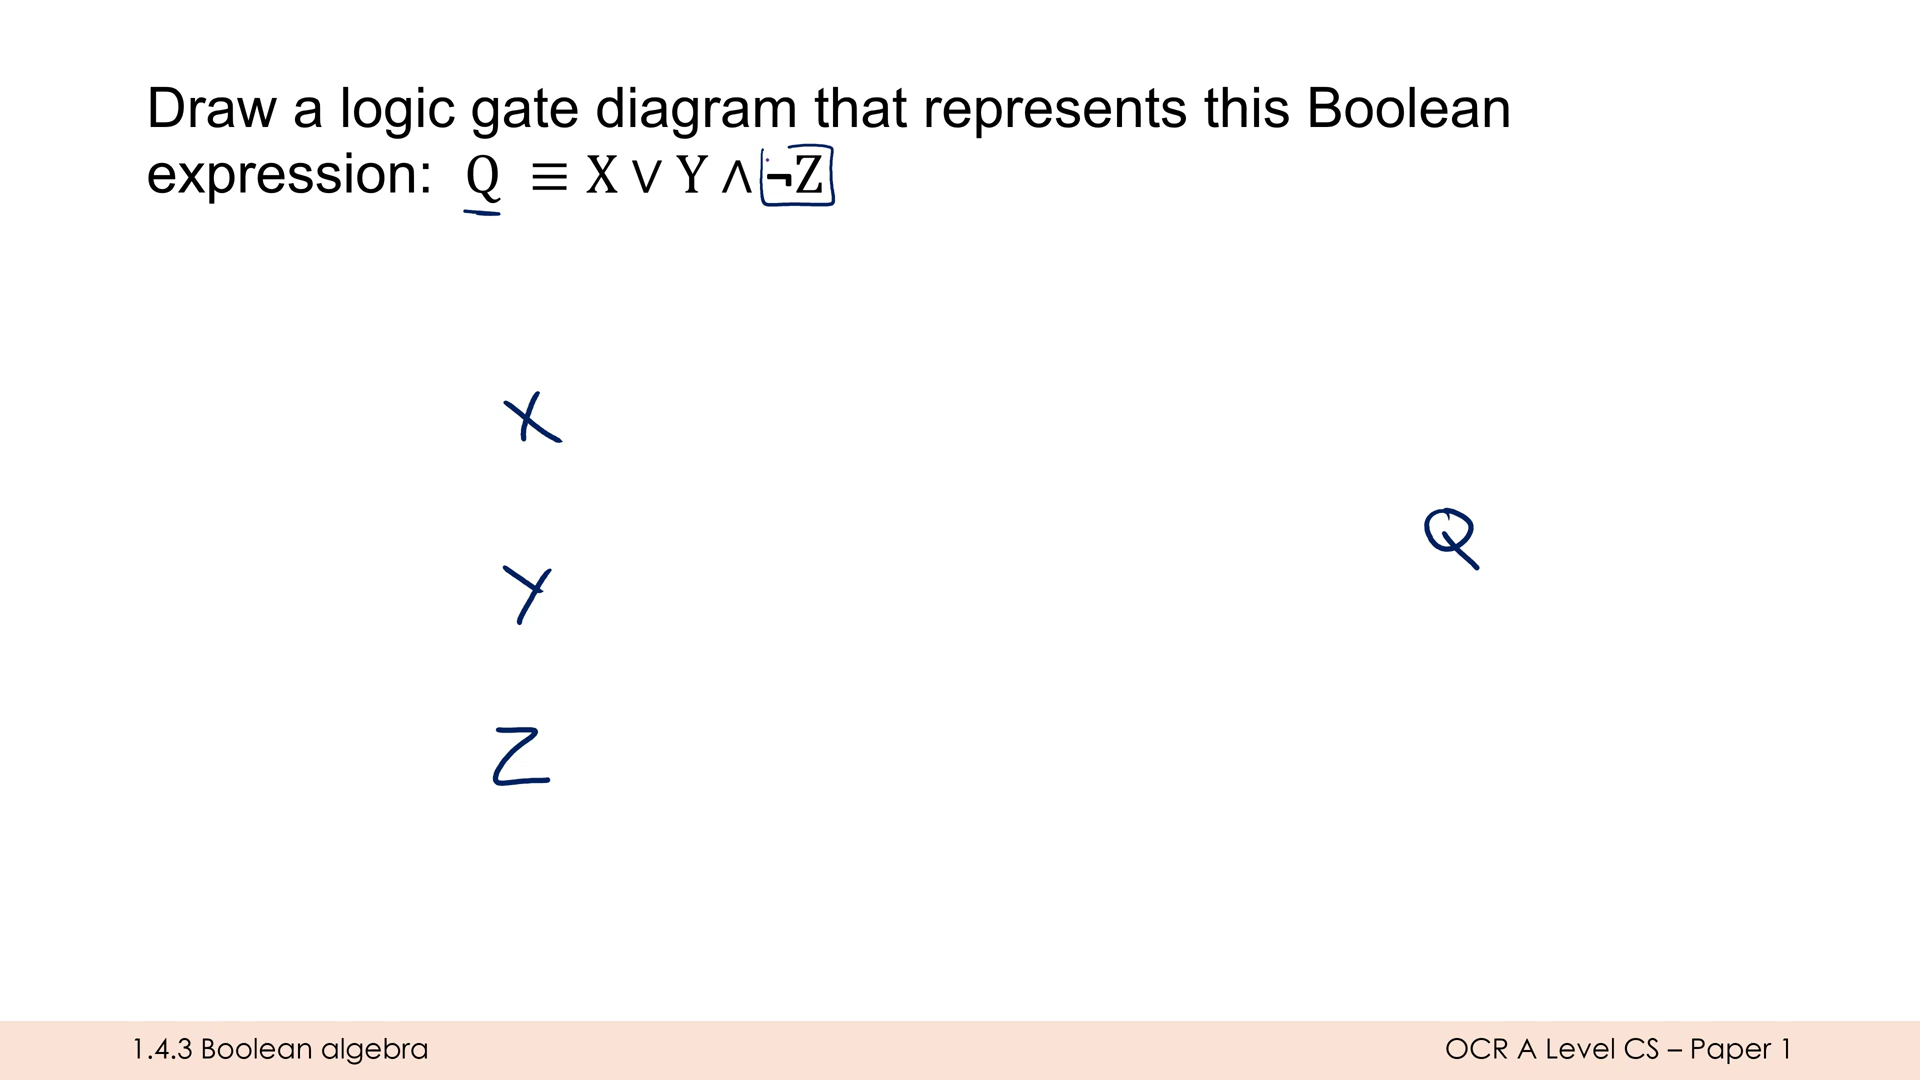 Draw a logic gate diagram that represents this Boolean
expression: Q ≡ X ∨ Y ∧ ¬Z
X
Q
Y
Z
1.4.3 Boolean algebra
OCR A Level CS – Paper 1